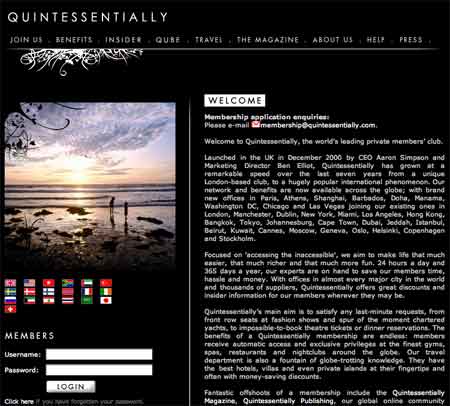 QUINTESSENTIALLY
JOIN US . BENEFITS . INSIDER . QUBE . TRAVEL . THE MAGAZINE . ABOUT US . HELP . PRESS .
WELCOME
Membership application enquiries:
Please e-mail membership@quintessentially.com.
Welcome to Quintessentially, the world's leading private members' club.
Launched in the UK in December 2000 by CEO Aaron Simpson and
Marketing Director Ben Elliot, Quintessentially has grown at a
remarkable speed over the last seven years from a unique
London-based club, to a hugely popular international phenomenon. Our
network and benefits are now available across the globe; with brand
new offices in Paris, Athens, Shanghai, Barbados, Doha, Manama,
Washington DC, Chicago and Las Vegas joining our existing ones in
London, Manchester, Dublin, New York, Miami, Los Angeles, Hong Kong,
Bangkok, Tokyo, Johannesburg, Cape Town, Dubai, Jeddah, Istanbul,
Beirut, Kuwait, Cannes, Moscow, Geneva, Oslo, Helsinki, Copenhagen
and Stockholm.
Focused on 'accessing the inaccessible', we aim to make life that much
easier, that much richer and that much more fun. 24 hours a day and
365 days a year, our experts are on hand to save our members time,
hassle and money. With offices in almost every major city in the world
and thousands of suppliers, Quintessentially offers great discounts and
insider information for our members wherever they may be.
Quintessentially's main aim is to satisfy any last-minute requests, from
front row seats at fashion shows and spur of the moment chartered
yachts, to impossible-to-book theatre tickets or dinner reservations. The
benefits of a Quintessentially membership are endless: members
receive automatic access and exclusive privileges at the finest gyms,
spas, restaurants and nightclubs around the globe. Our travel
department is also a fountain of globe-trotting knowledge. They have
the best hotels, villas and even private islands at their fingertips and
often with money-saving discounts.
Fantastic offshoots of a membership include the Quintessentially
Magazine, Quintessentially Publishing, our global online community
MEMBERS
Username:
Password:
LOGIN
Click here if you have forgotten your password.